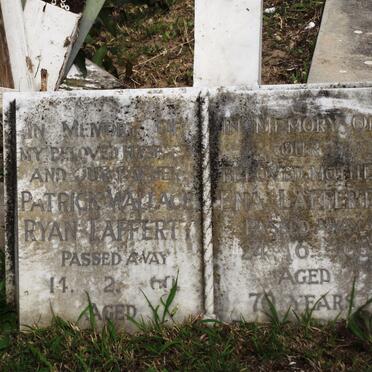 IN MEMORY OF
MY BELOVED HUSBAND
AND OUR FATHER
PATRICK WALLACE
RYAN LAFFERTY
PASSED AWAY
14. 2.
AGED
IN MEMORY OF
OUR
BELOVED MOTHER
LAFFERTY
PASSED AWAY
AGED
YEARS